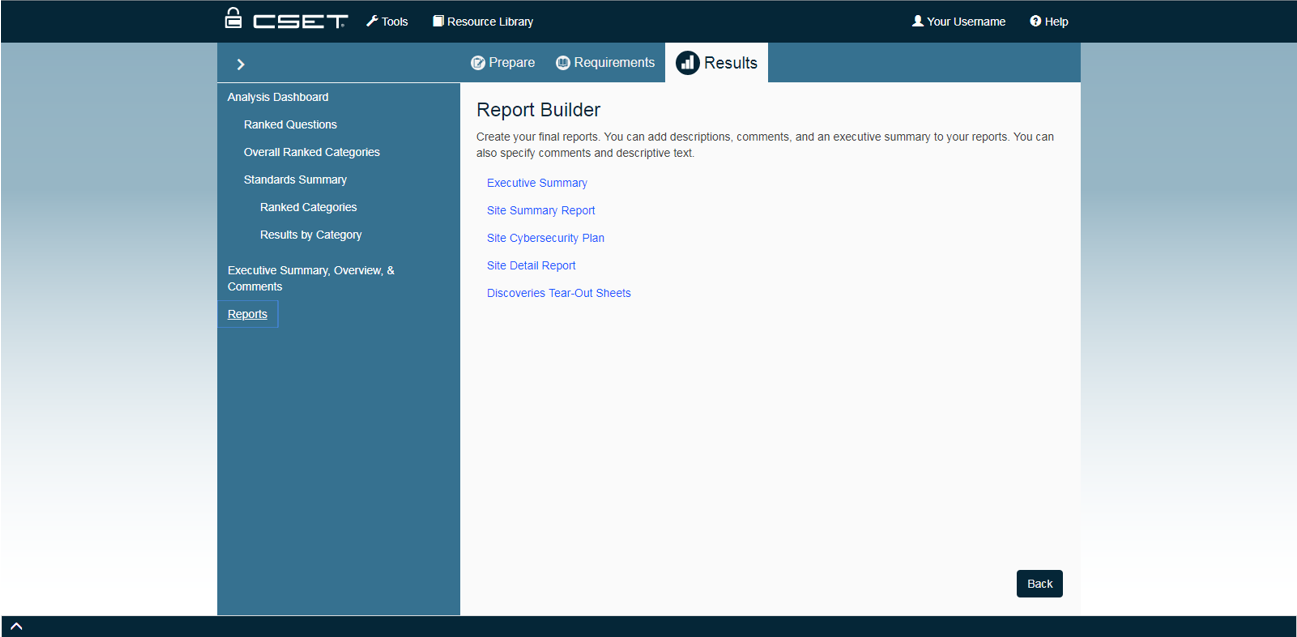 CSET
Tools
Resource Library
Your Username
Help
Prepare
Requirements
Results
Analysis Dashboard
Ranked Questions
Overall Ranked Categories
Standards Summary
Ranked Categories
Results by Category
Executive Summary, Overview, &
Comments
Reports
Report Builder
Create your final reports. You can add descriptions, comments, and an executive summary to your reports. You can
also specify comments and descriptive text.
Executive Summary
Site Summary Report
Site Cybersecurity Plan
Site Detail Report
Discoveries Tear-Out Sheets
Back